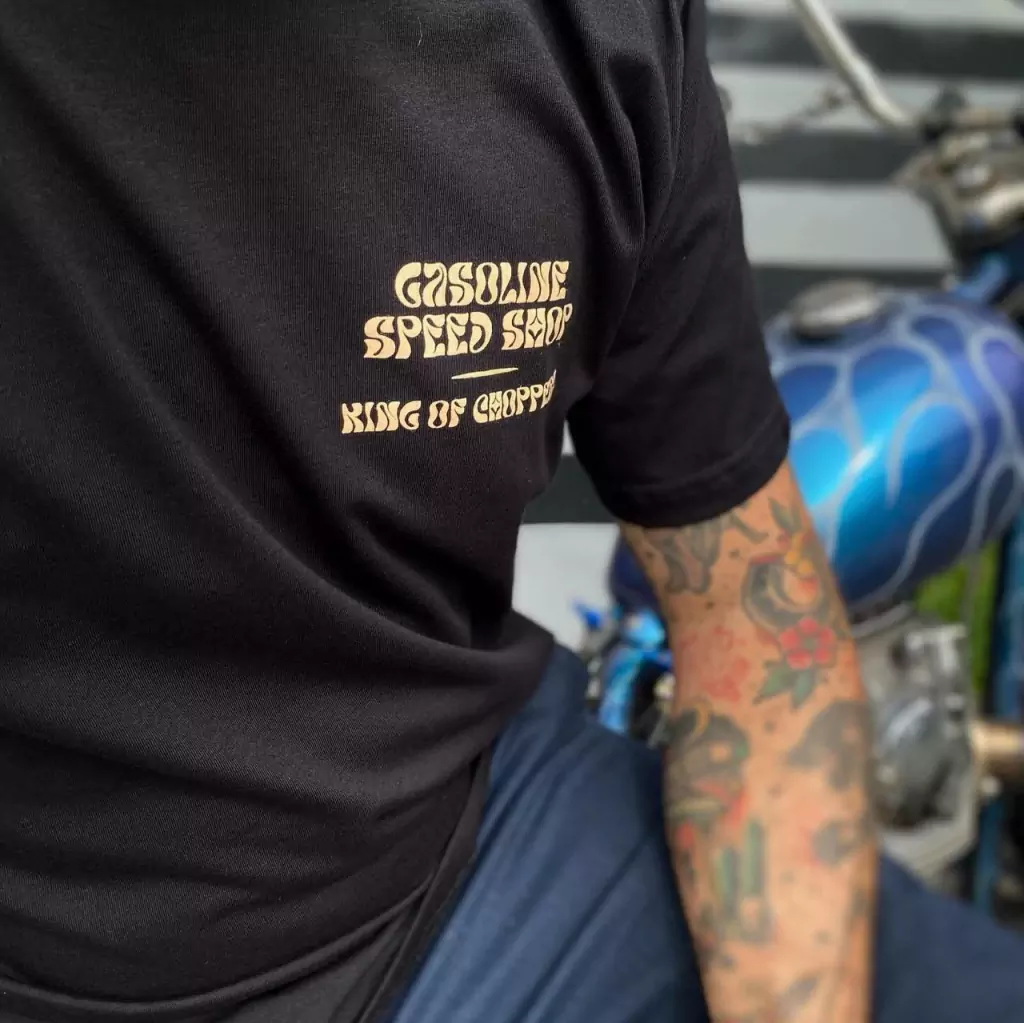 GASOLINE
SPEED SHOP
KING OF